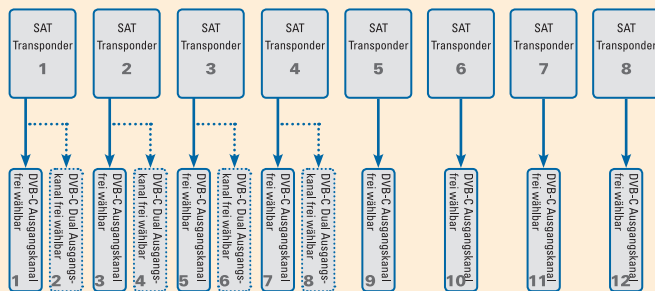 SAT
Transponder
1
SAT
Transponder
2
SAT
Transponder
3
SAT
Transponder
4
SAT
Transponder
5
SAT
Transponder
6
SAT
Transponder
7
SAT
Transponder
8
DVB-C Ausgangskanal
frei wählbar
1
DVB-C Dual Ausgangs-
kanal frei wählbar
2
DVB-C Ausgangskanal
frei wählbar
3
DVB-C Dual Ausgangs-
kanal frei wählbar
4
DVB-C Ausgangskanal
frei wählbar
5
DVB-C Dual Ausgangs-
kanal frei wählbar
6
DVB-C Ausgangskanal
frei wählbar
7
DVB-C Dual Ausgangs-
kanal frei wählbar
8
DVB-C Ausgangskanal
frei wählbar
9
DVB-C Ausgangskanal
frei wählbar
10
DVB-C Ausgangskanal
frei wählbar
11
DVB-C Ausgangskanal
frei wählbar
12